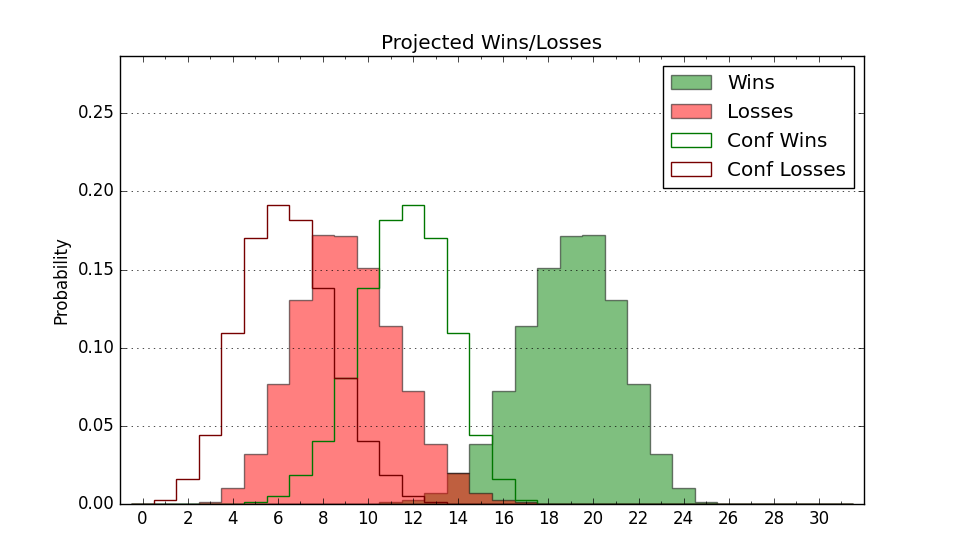 Projected Wins/Losses
Wins
Losses
Conf Wins
Conf Losses
Probability
0.25
0.20
0.15
0.10
0.05
0.00
0 2 4 6 8 10 12 14 16 18 20 22 24 26 28 30